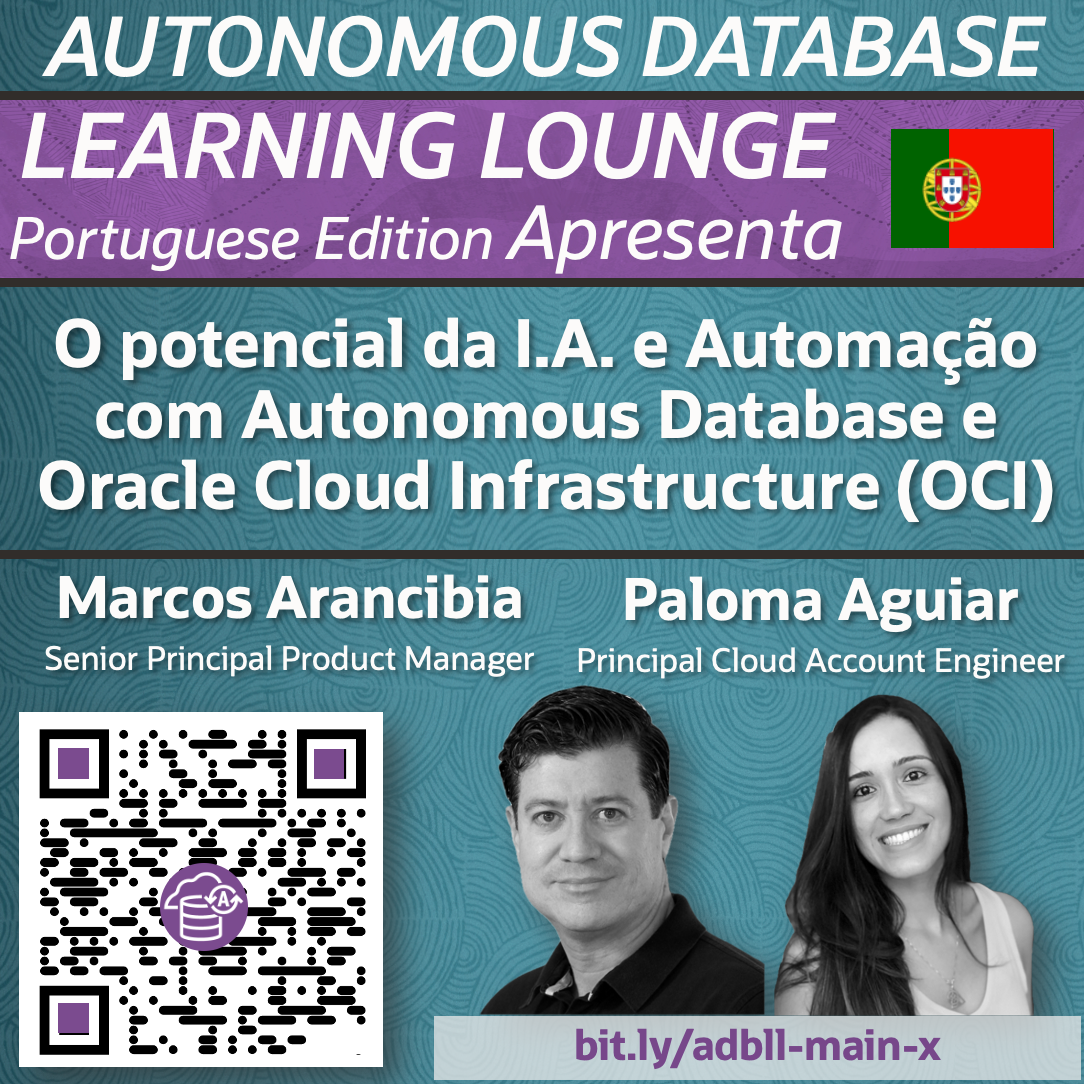 AUTONOMOUS DATABASE
LEARNING LOUNGE
Portuguese Edition Apresenta
O potencial da I.A. e Automação
com Autonomous Database e
Oracle Cloud Infrastructure (OCI)
Marcos Arancibia
Senior Principal Product Manager
Paloma Aguiar
Principal Cloud Account Engineer
A
bit.ly/adbll-main-x